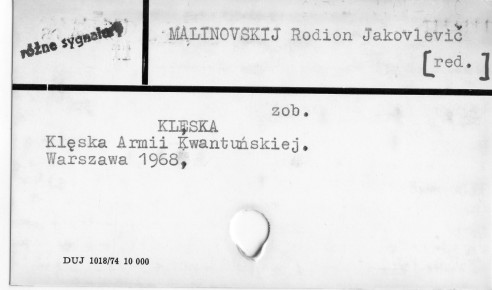 różne sygnatury
MALINOVSKIJ Rodion Jakovlevič
[red.]
zob.
KLĘSKA
Klęska Armii Kwantuńskiej.
Warszawa 1968,
DUJ 1018/74 10 000